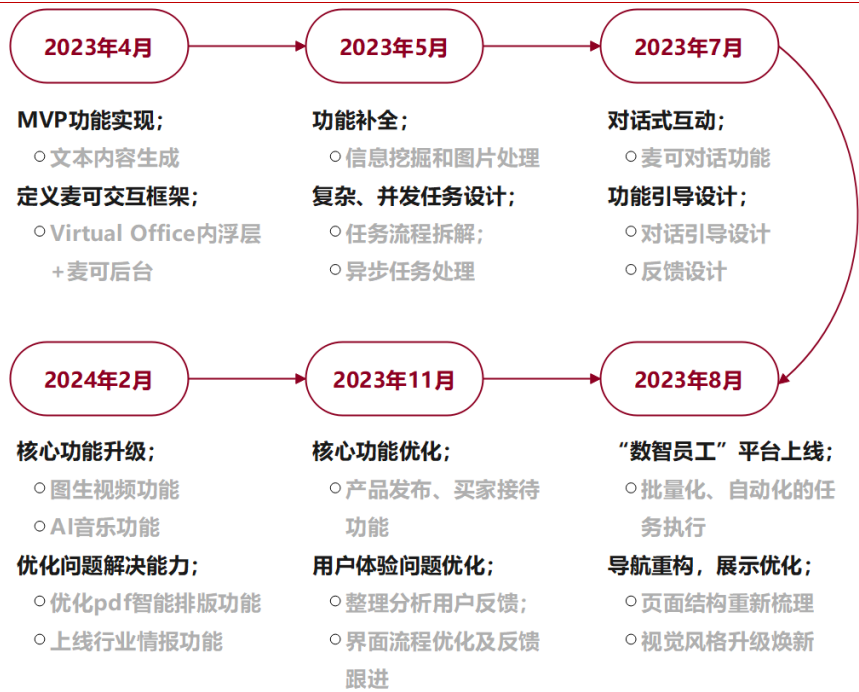 2023年4月
MVP功能实现；
文本内容生成
定义麦可交互框架；
Virtual Office内浮层
+麦可后台
2023年5月
功能补全；
信息挖掘和图片处理
复杂、并发任务设计；
任务流程拆解；
异步任务处理
2023年7月
对话式互动；
麦可对话功能
功能引导设计；
对话引导设计
反馈设计
2023年8月
“数智员工”平台上线；
批量化、自动化的任
务执行
导航重构，展示优化；
页面结构重新梳理
视觉风格升级焕新
2023年11月
核心功能优化；
产品发布、买家接待
功能
用户体验问题优化；
整理分析用户反馈；
界面流程优化及反馈
跟进
2024年2月
核心功能升级；
图生视频功能
AI音乐功能
优化问题解决能力；
优化pdf智能排版功能
上线行业情报功能